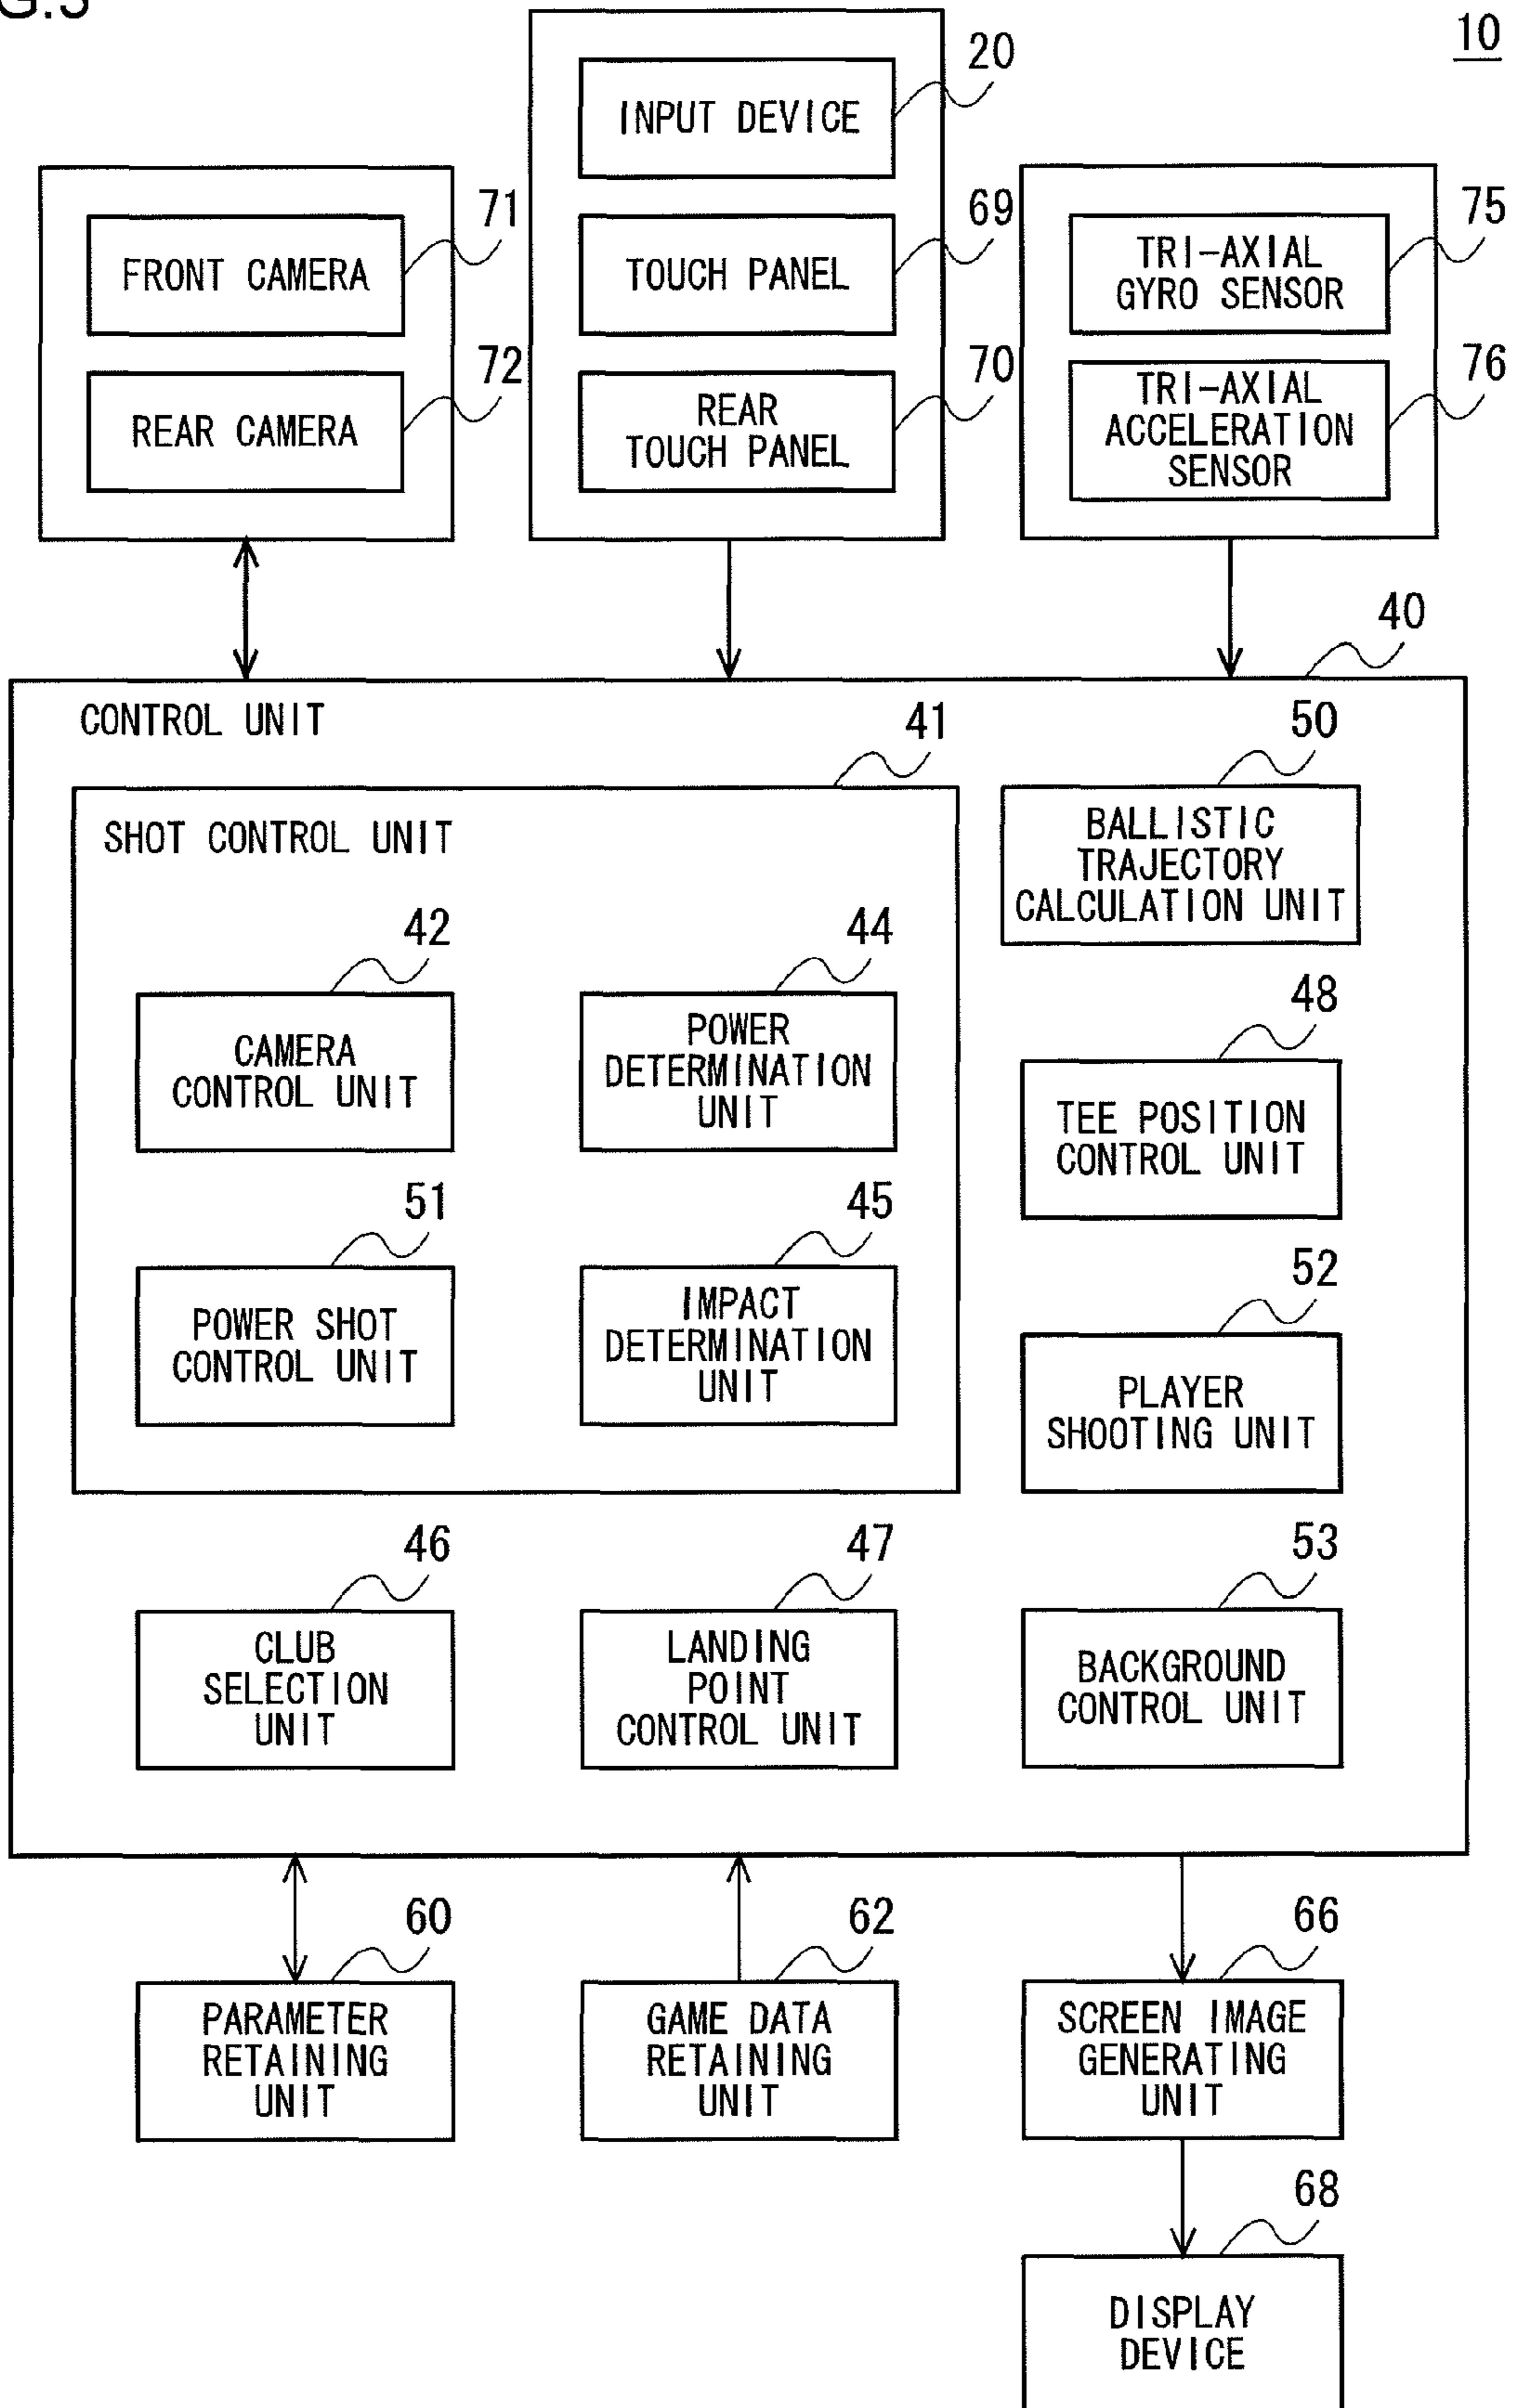 G.3
10
20
INPUT DEVICE
71
FRONT CAMERA
69
TOUCH PANEL
75
TRI-AXIAL
GYRO SENSOR
72
REAR CAMERA
70
REAR
TOUCH PANEL
76
TRI-AXIAL
ACCELERATION
SENSOR
40
CONTROL UNIT
41
SHOT CONTROL UNIT
50
BALLISTIC
TRAJECTORY
CALCULATION UNIT
42
CAMERA
CONTROL UNIT
44
POWER
DETERMINATION
UNIT
48
TEE POSITION
CONTROL UNIT
51
POWER SHOT
CONTROL UNIT
45
IMPACT
DETERMINATION
UNIT
52
PLAYER
SHOOTING UNIT
46
CLUB
SELECTION
UNIT
47
LANDING
POINT
CONTROL UNIT
53
BACKGROUND
CONTROL UNIT
60
PARAMETER
RETAINING
UNIT
62
GAME DATA
RETAINING
UNIT
66
SCREEN IMAGE
GENERATING
UNIT
68
DISPLAY
DEVICE